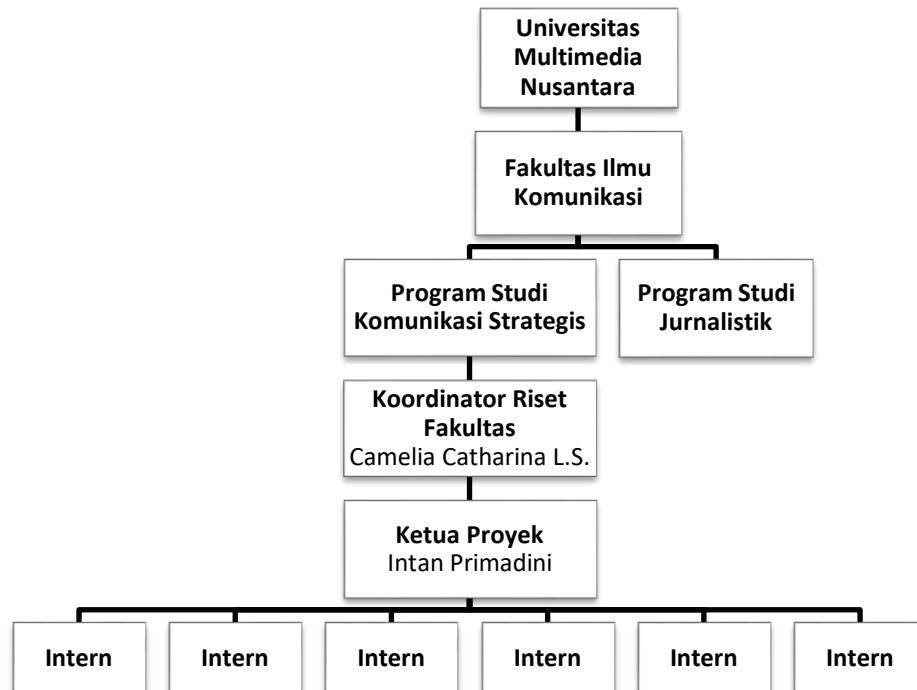 Universitas
Multimedia
Nusantara
Fakultas Ilmu
Komunikasi
Program Studi
Komunikasi Strategis
Program Studi
Jurnalistik
Koordinator Riset
Fakultas
Camelia Catharina L.S.
Ketua Proyek
Intan Primadini
Intern
Intern
Intern
Intern
Intern
Intern